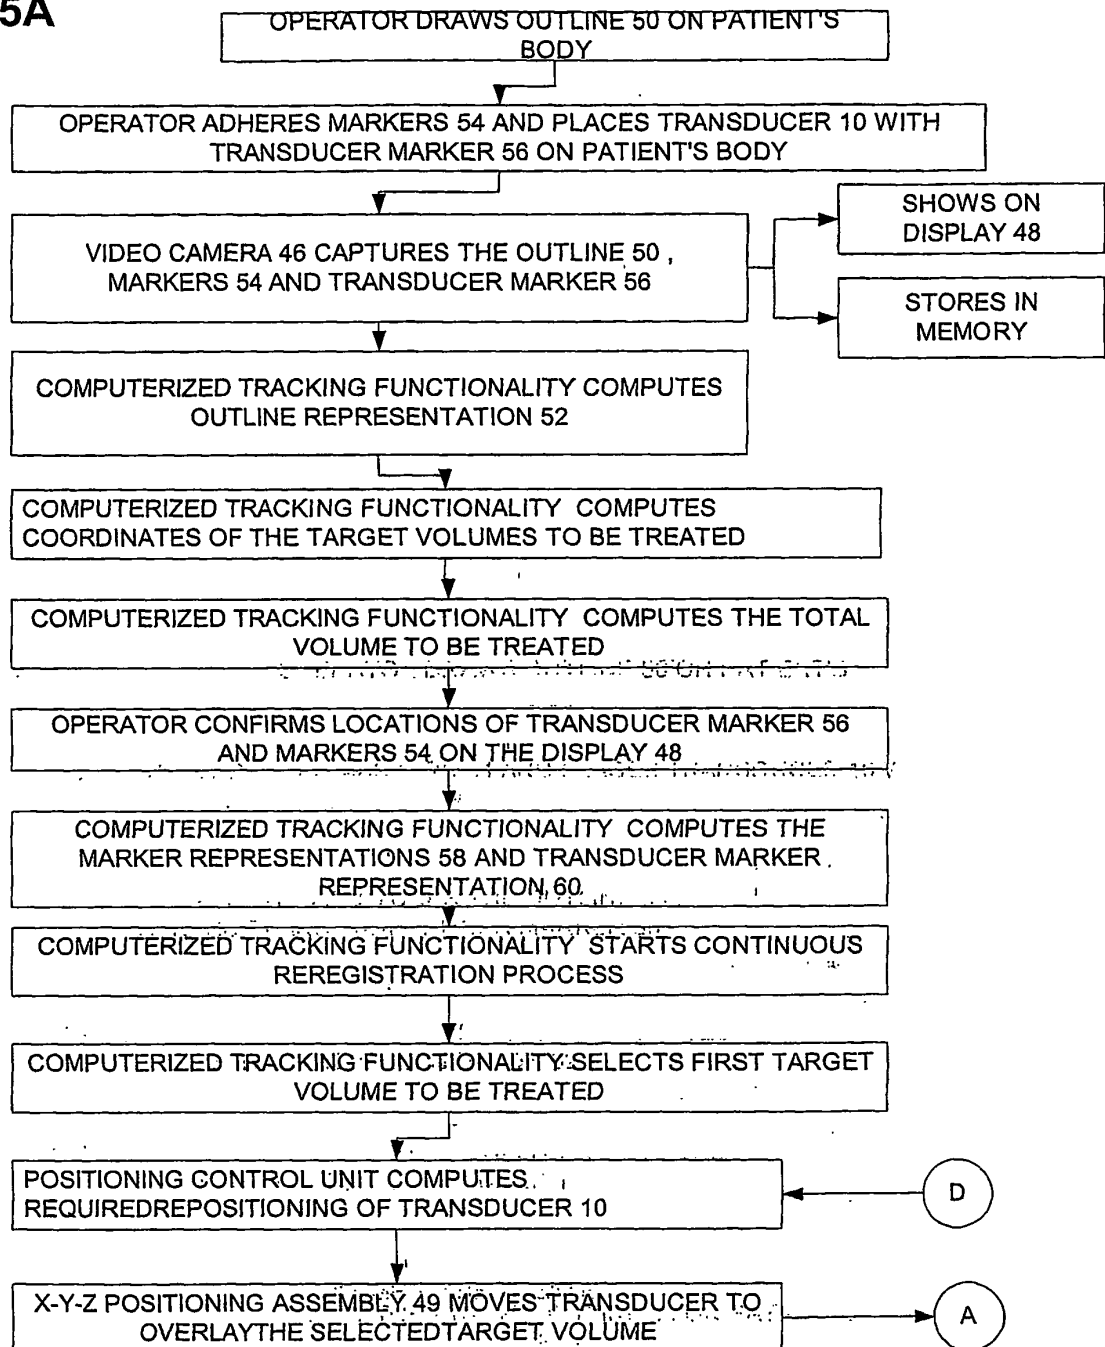 5A
OPERATOR DRAWS OUTLINE 50 ON PATIENT'S
BODY
OPERATOR ADHERES MARKERS 54 AND PLACES TRANSDUCER 10 WITH
TRANSDUCER MARKER 56 ON PATIENT'S BODY
VIDEO CAMERA 46 CAPTURES THE OUTLINE 50 ,
MARKERS 54 AND TRANSDUCER MARKER 56
SHOWS ON
DISPLAY 48
STORES IN
MEMORY
COMPUTERIZED TRACKING FUNCTIONALITY COMPUTES
OUTLINE REPRESENTATION 52
COMPUTERIZED TRACKING FUNCTIONALITY COMPUTES
COORDINATES OF THE TARGET VOLUMES TO BE TREATED
COMPUTERIZED TRACKING FUNCTIONALITY COMPUTES THE TOTAL
VOLUME TO BE TREATED
OPERATOR CONFIRMS LOCATIONS OF TRANSDUCER MARKER 56
AND MARKERS 54 ON THE DISPLAY 48
COMPUTERIZED TRACKING FUNCTIONALITY COMPUTES THE
MARKER REPRESENTATIONS 58 AND TRANSDUCER MARKER
REPRESENTATION 60
COMPUTERIZED TRACKING FUNCTIONALITY STARTS CONTINUOUS
REREGISTRATION PROCESS
COMPUTERIZED TRACKING FUNCTIONALITY SELECTS FIRST TARGET
VOLUME TO BE TREATED
POSITIONING CONTROL UNIT COMPUTES
REQUIREDREPOSITIONING OF TRANSDUCER 10
D
X-Y-Z POSITIONING ASSEMBLY 49 MOVES TRANSDUCER TO
OVERLAYTHE SELECTEDTARGET VOLUME
A